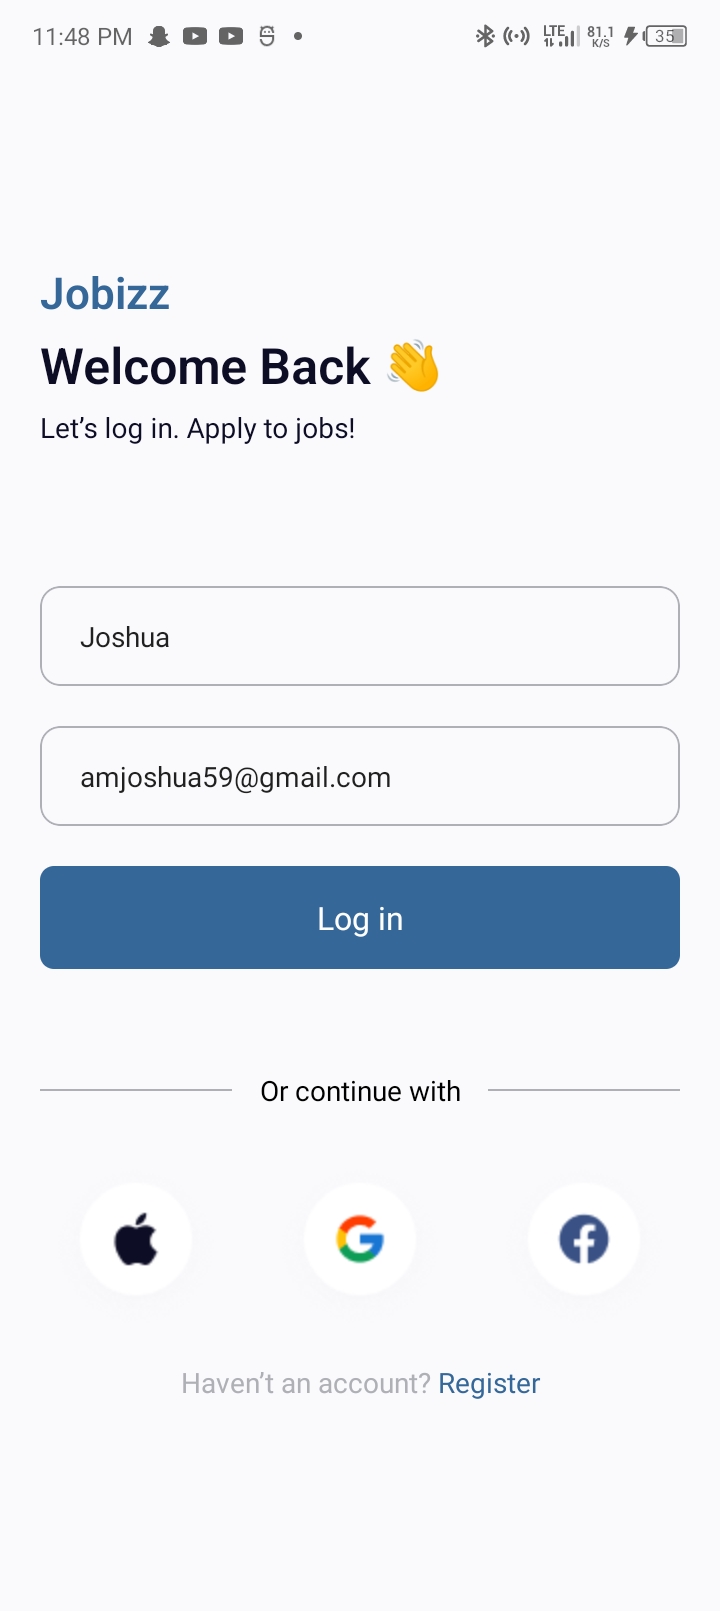 11:48 PM LTE 81.1 K/S 35
Jobizz
Welcome Back 👋
Let’s log in. Apply to jobs!
Joshua
amjoshua59@gmail.com
Log in
Or continue with
Haven’t an account? Register